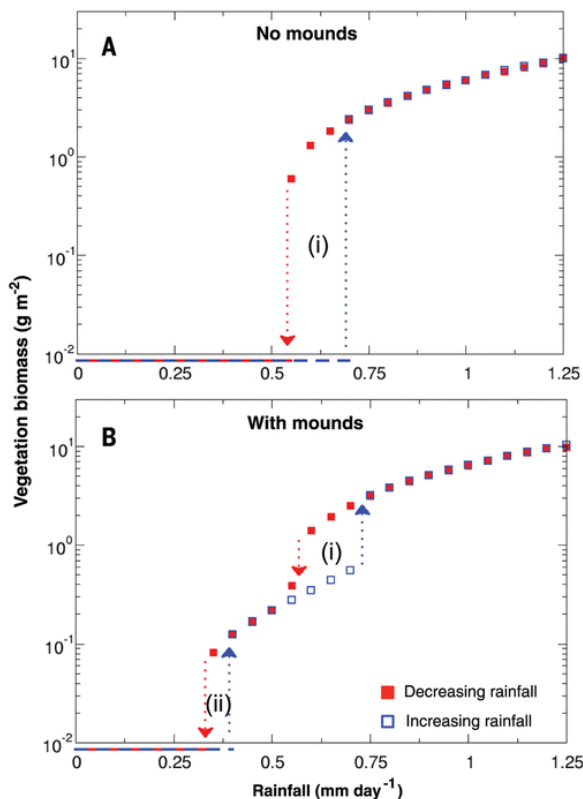 A
No mounds
10^1
10^0
10^-1
10^-2
(i)
0
0.25
0.5
0.75
1
1.25
Vegetation biomass (g m^-2)
B
With mounds
10^1
10^0
10^-1
10^-2
(i)
(ii)
Decreasing rainfall
Increasing rainfall
0
0.25
0.5
0.75
1
1.25
Rainfall (mm day^-1)